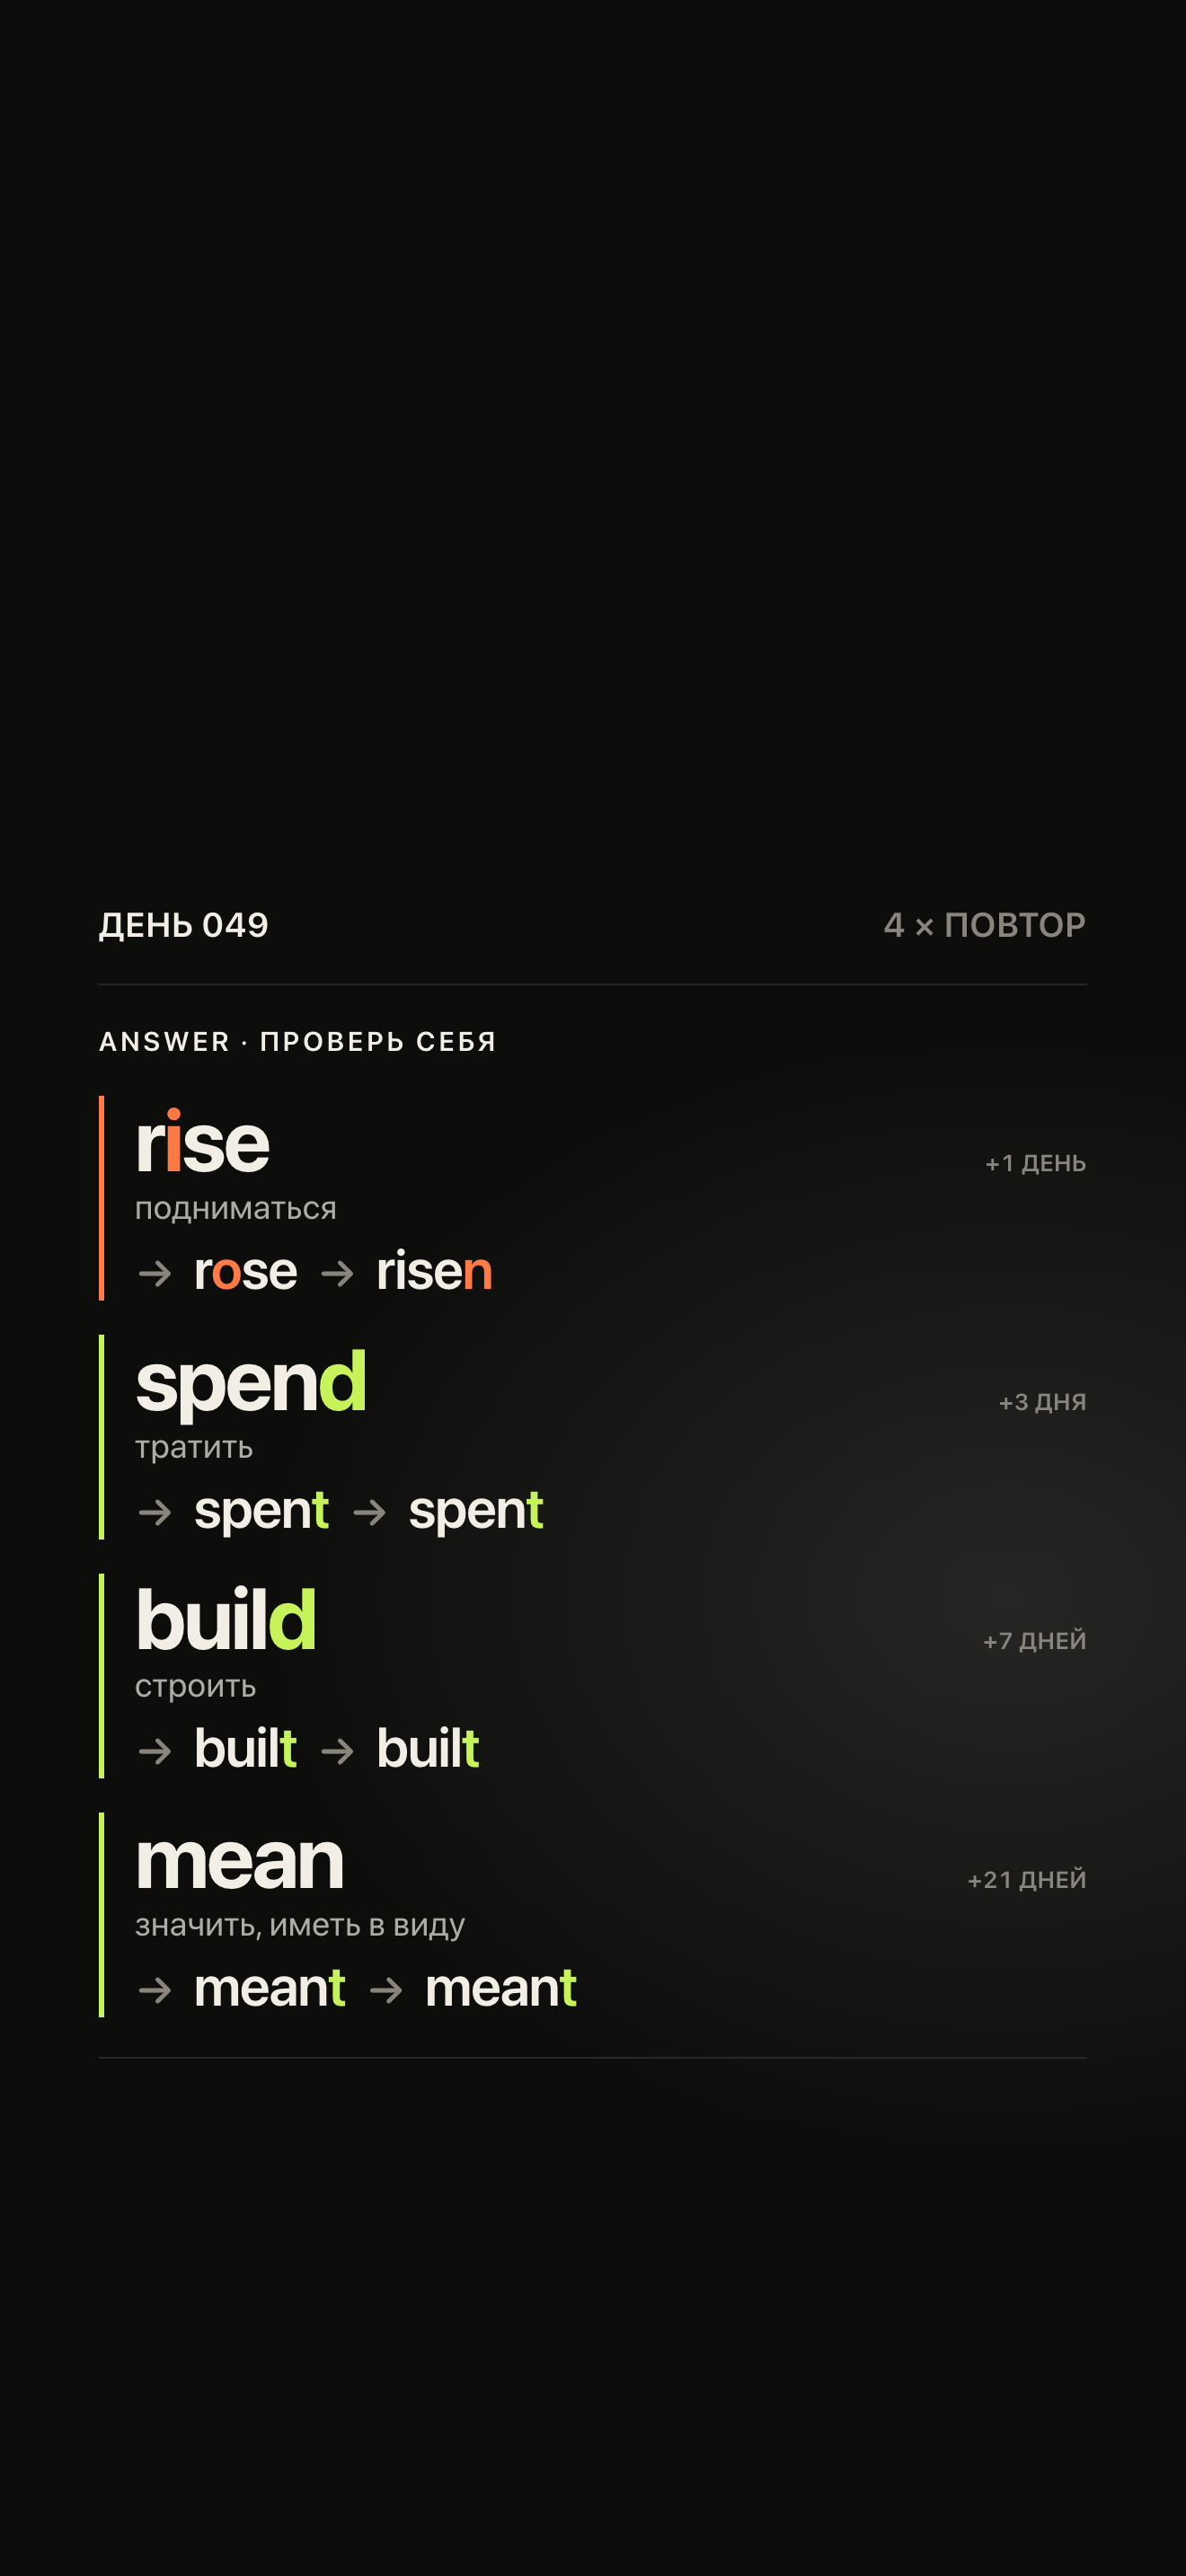 ДЕНЬ 049
4 × ПОВТОР
ANSWER · ПРОВЕРЬ СЕБЯ
rise
+1 ДЕНЬ
подниматься
→ rose → risen
spend
+3 ДНЯ
тратить
→ spent → spent
build
+7 ДНЕЙ
строить
→ built → built
mean
+21 ДНЕЙ
значить, иметь в виду
→ meant → meant